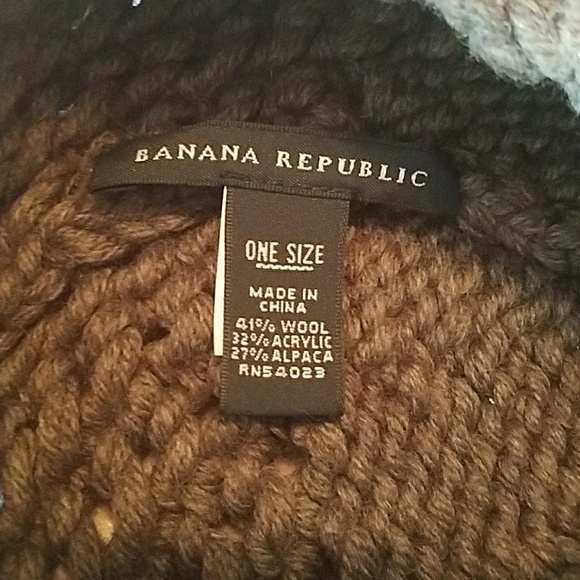 BANANA REPUBLIC
ONE SIZE
MADE IN
CHINA
41% WOOL
32% ACRYLIC
27% ALPACA
RN54023